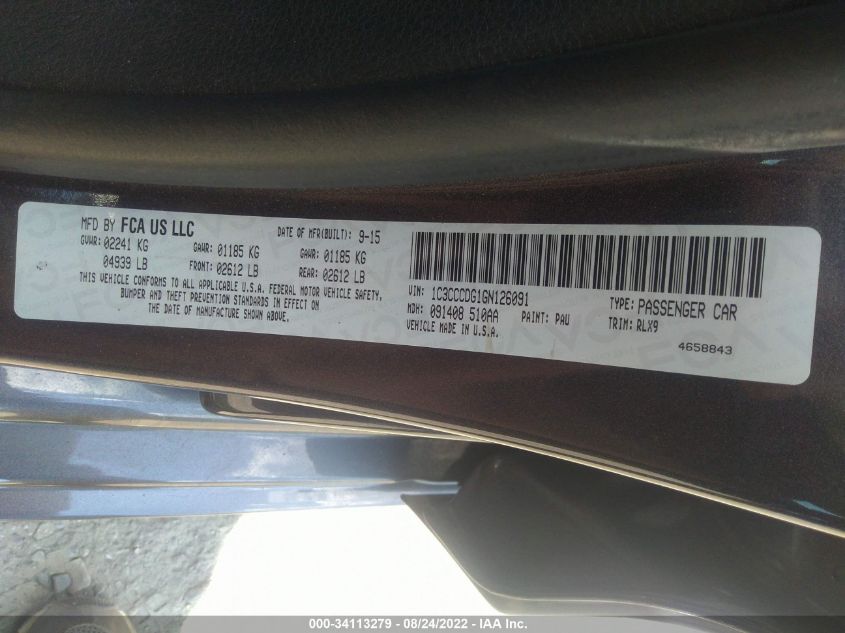 MFD BY FCA US LLC DATE OF MFR(BUILT): 9-15
GVWR: 02241 KG GAWR: 01185 KG GAWR: 01185 KG
04939 LB FRONT: 02612 LB REAR: 02612 LB
THIS VEHICLE CONFORMS TO ALL APPLICABLE U.S.A. FEDERAL MOTOR VEHICLE SAFETY,
BUMPER AND THEFT PREVENTION STANDARDS IN EFFECT ON
THE DATE OF MANUFACTURE SHOWN ABOVE.
VIN: 1C3CCCDG1GN126091 TYPE: PASSENGER CAR
MDH: 091408 510AA PAINT: PAU TRIM: RLX9
VEHICLE MADE IN U.S.A.
4658843
000-34113279 - 08/24/2022 - IAA Inc.